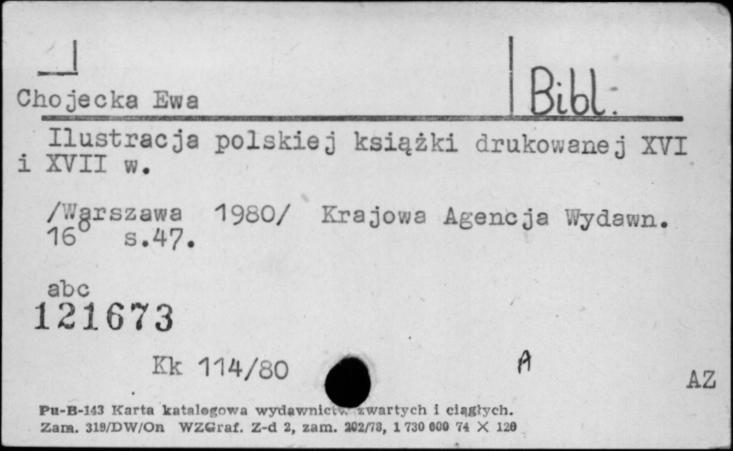 Chojecka Ewa
Bibl.
Ilustracja polskiej książki drukowanej XVI
i XVII w.
/Warszawa 1980/ Krajowa Agencja Wydawn.
16° s.47.
abc
121673
Kk 114/80
A
AZ
Pu-B-143 Karta katalogowa wydawnictw zwartych i ciągłych.
Zam. 319/DW/On WZGraf. Z-d 2, zam. 202/78, 1 730 000 74 X 120